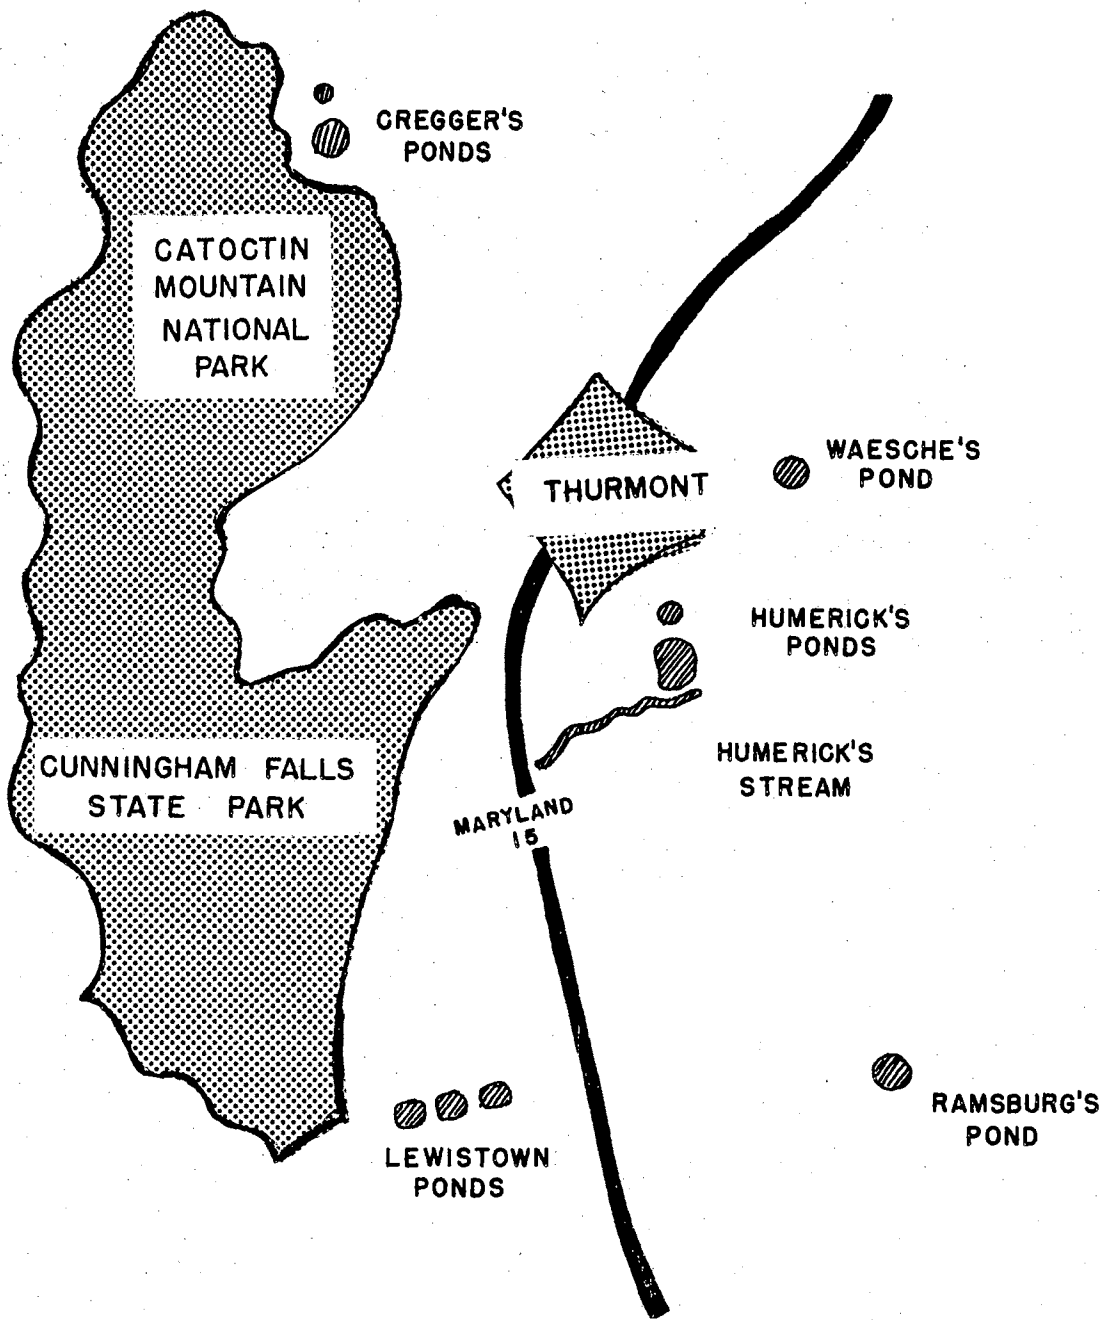 CREGGER'S
PONDS
CATOCTIN
MOUNTAIN
NATIONAL
PARK
WAESCHE'S
POND
THURMONT
HUMERICK'S
PONDS
HUMERICK'S
STREAM
CUNNINGHAM FALLS
STATE PARK
MARYLAND
15
RAMSBURG'S
POND
LEWISTOWN
PONDS